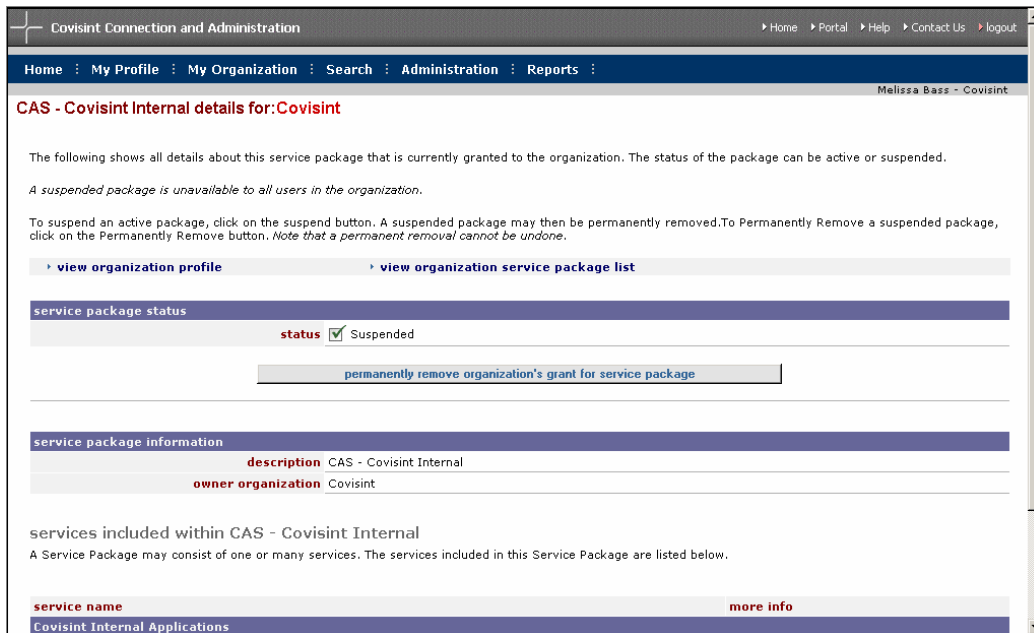 Covisint Connection and Administration
Home Portal Help Contact Us logout
Home My Profile My Organization Search Administration Reports
Melissa Bass - Covisint
CAS - Covisint Internal details for:Covisint
The following shows all details about this service package that is currently granted to the organization. The status of the package can be active or suspended.
A suspended package is unavailable to all users in the organization.
To suspend an active package, click on the suspend button. A suspended package may then be permanently removed.To Permanently Remove a suspended package,
click on the Permanently Remove button. Note that a permanent removal cannot be undone.
view organization profile view organization service package list
service package status
status Suspended
permanently remove organization's grant for service package
service package information
description CAS - Covisint Internal
owner organization Covisint
services included within CAS - Covisint Internal
A Service Package may consist of one or many services. The services included in this Service Package are listed below.
service name more info
Covisint Internal Applications